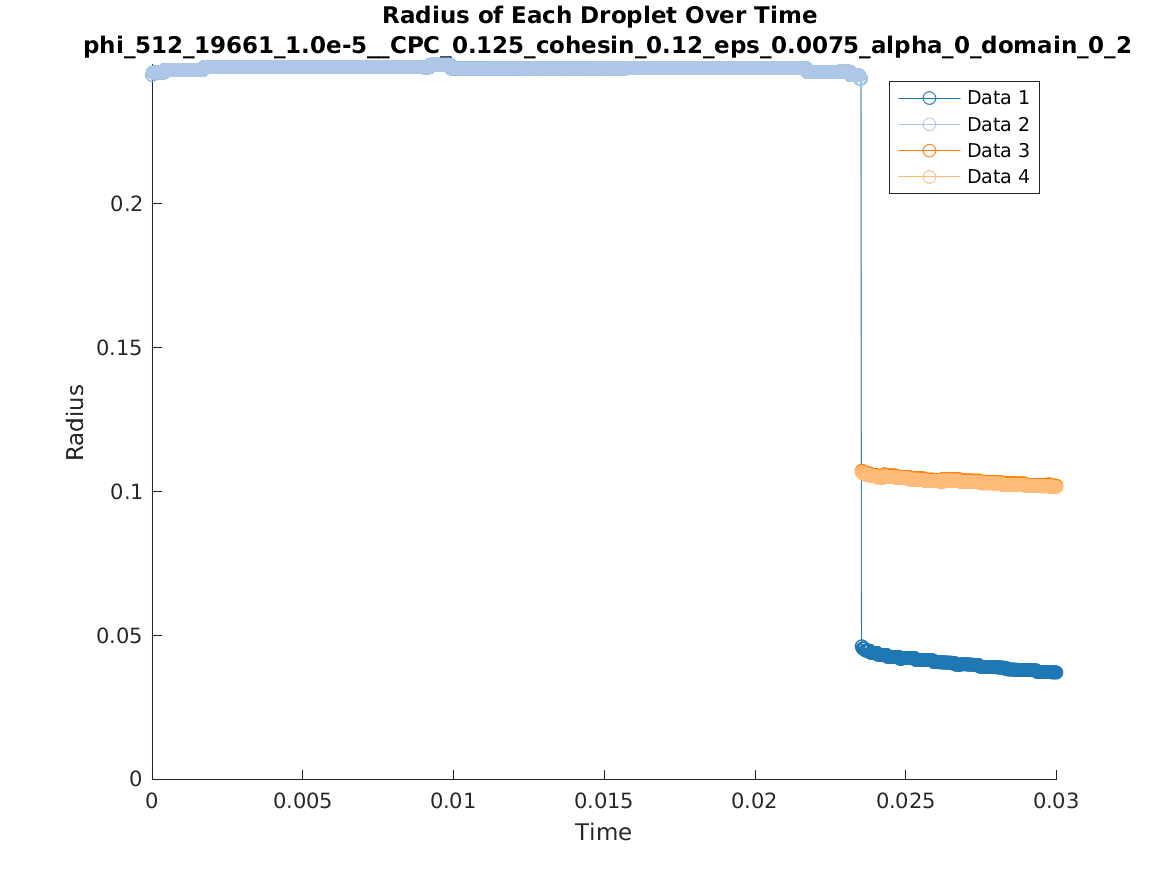 Radius of Each Droplet Over Time
phi_512_19661_1.0e-5__CPC_0.125_cohesin_0.12_eps_0.0075_alpha_0_domain_0_2
Data 1
Data 2
Data 3
Data 4
0.2
0.15
0.1
0.05
0
Radius
0
0.005
0.01
0.015
0.02
0.025
0.03
Time